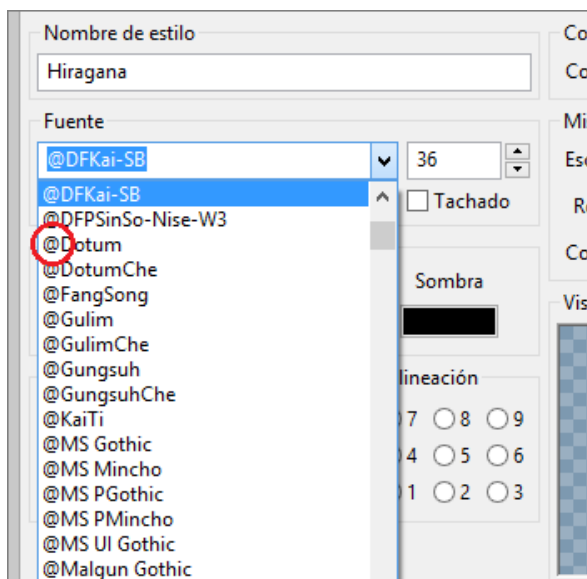 Nombre de estilo
Co
Hiragana
Co
Fuente
Mi
@DFKai-SB
36
Es
@DFKai-SB
@DFPSinSo-Nise-W3
Tachado
R
@Dotum
Co
@DotumChe
Sombra
@FangSong
Vis
@Gulim
@GulimChe
@Gungsuh
lineación
@GungsuhChe
@KaiTi
7 8 9
@MS Gothic
4 5 6
@MS Mincho
@MS PGothic
1 2 3
@MS PMincho
@MS UI Gothic
@Malgun Gothic